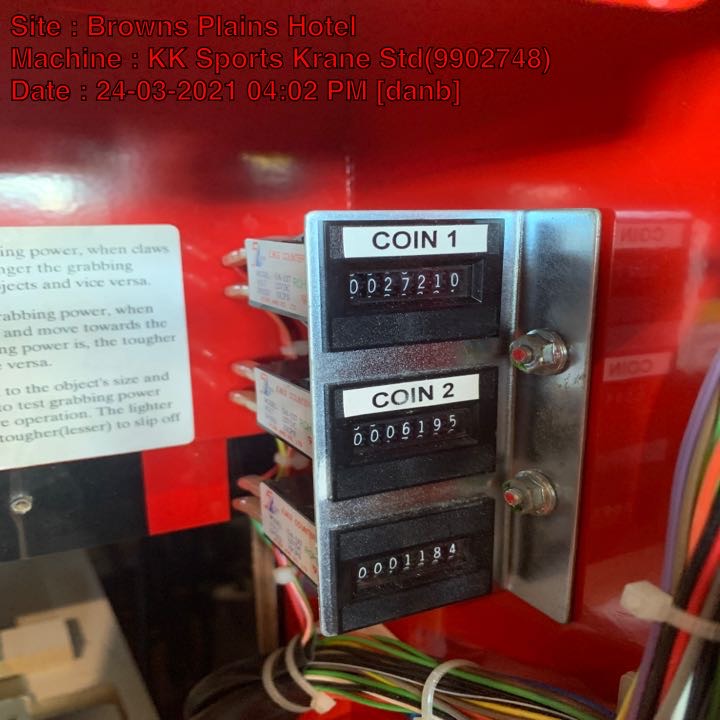 Site : Browns Plains Hotel
Machine : KK Sports Krane Std(9902748)
Date : 24-03-2021 04:02 PM [danb]
ing power, when claws
nger the grabbing
jects and vice versa.
rabbing power, when
and move towards the
ng power is, the tougher
versa.
to the object's size and
to test grabbing power
e operation. The lighter
tougher(lesser) to slip off
COIN 1
0027210
COIN 2
0006195
0001184
COUNTER